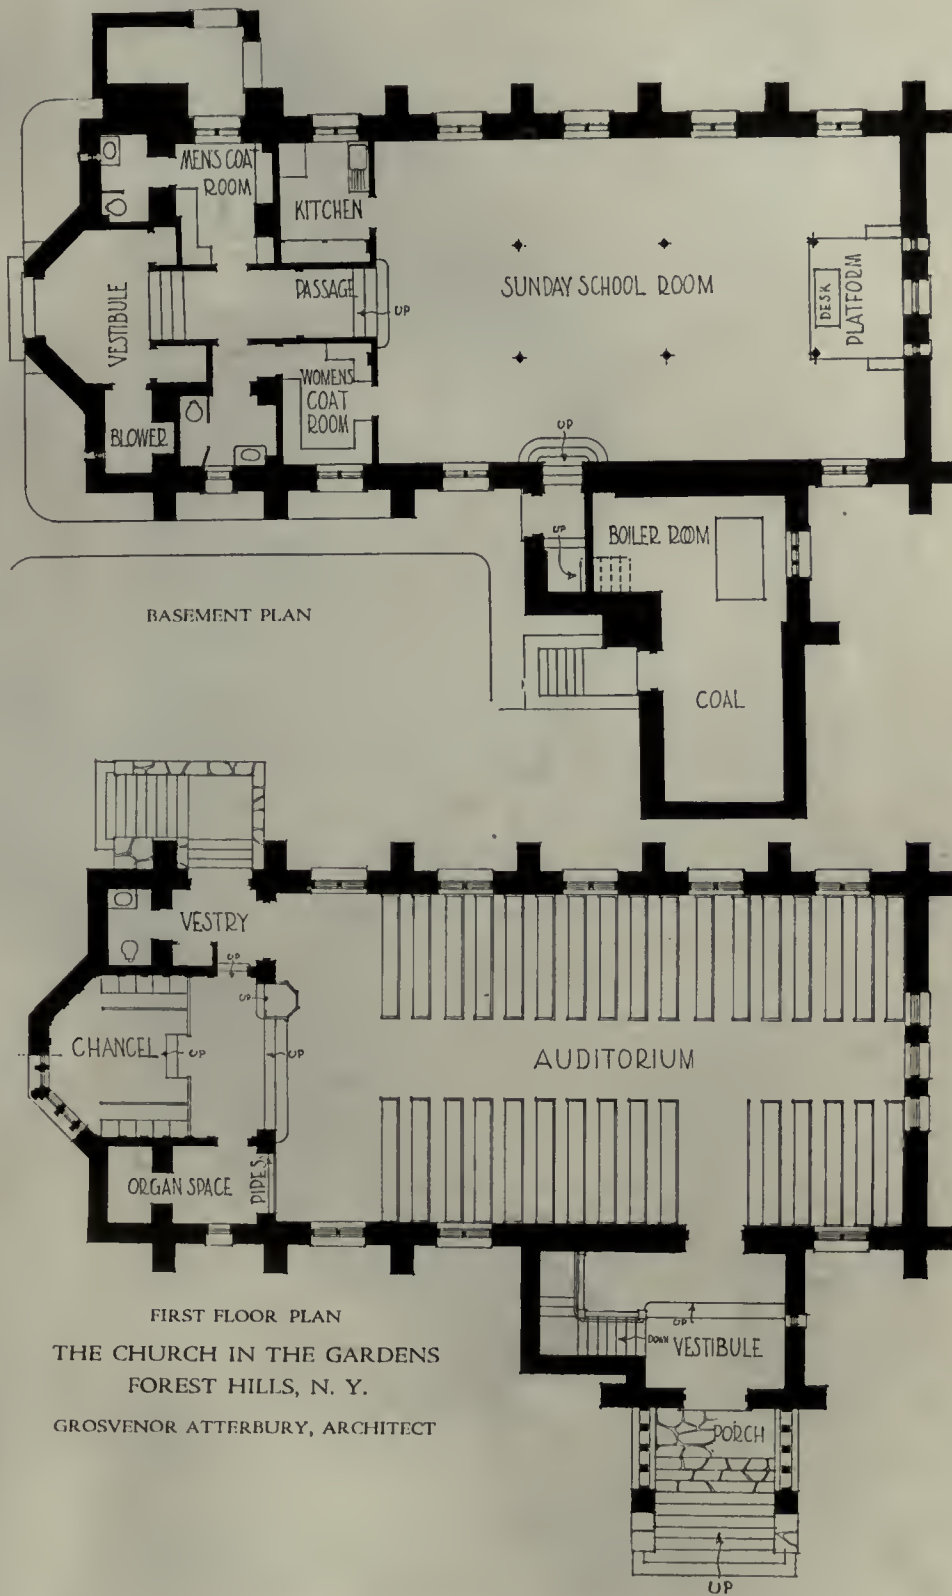 MEN'S COAT
ROOM
KITCHEN
VESTIBULE
PASSAGE
UP
SUNDAY SCHOOL ROOM
DESK
PLATFORM
WOMENS
COAT
ROOM
BLOWER
UP
UP
BOILER ROOM
COAL
BASEMENT PLAN
VESTRY
UP
UP
CHANCEL
UP
UP
AUDITORIUM
ORGAN SPACE
PIPES
UP
DOWN
VESTIBULE
PORCH
UP
FIRST FLOOR PLAN
THE CHURCH IN THE GARDENS
FOREST HILLS, N. Y.
GROSVENOR ATTERBURY, ARCHITECT